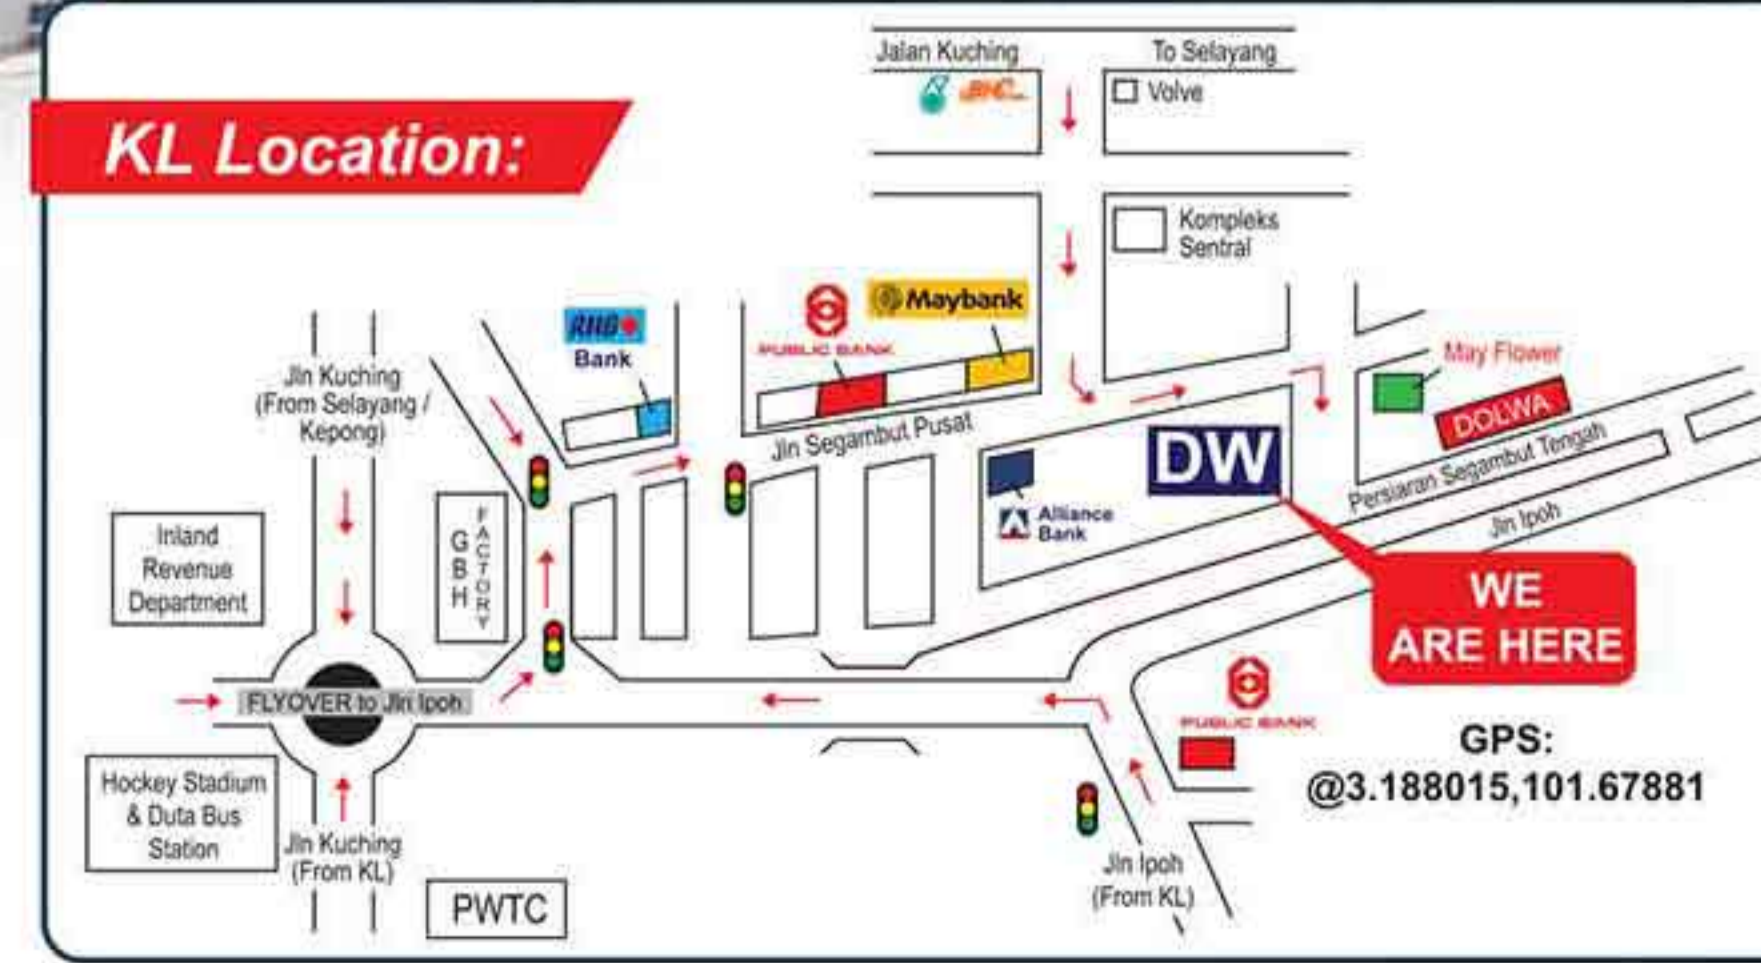 Jalan Kuching
To Selayang
Volve
KL Location:
Kompleks
Sentral
Maybank
RHB
Bank
PUBLIC BANK
May Flower
Jln Kuching
(From Selayang /
Kepong)
DOLWA
Jln Segambut Pusat
DW
Persiaran Segambut Tengah
Alliance
Bank
Jln Ipoh
Inland
Revenue
Department
GBH
FACTORY
WE
ARE HERE
FLYOVER to Jln Ipoh
PUBLIC BANK
GPS:
@3.188015,101.67881
Hockey Stadium
& Duta Bus
Station
Jln Kuching
(From KL)
Jln Ipoh
(From KL)
PWTC